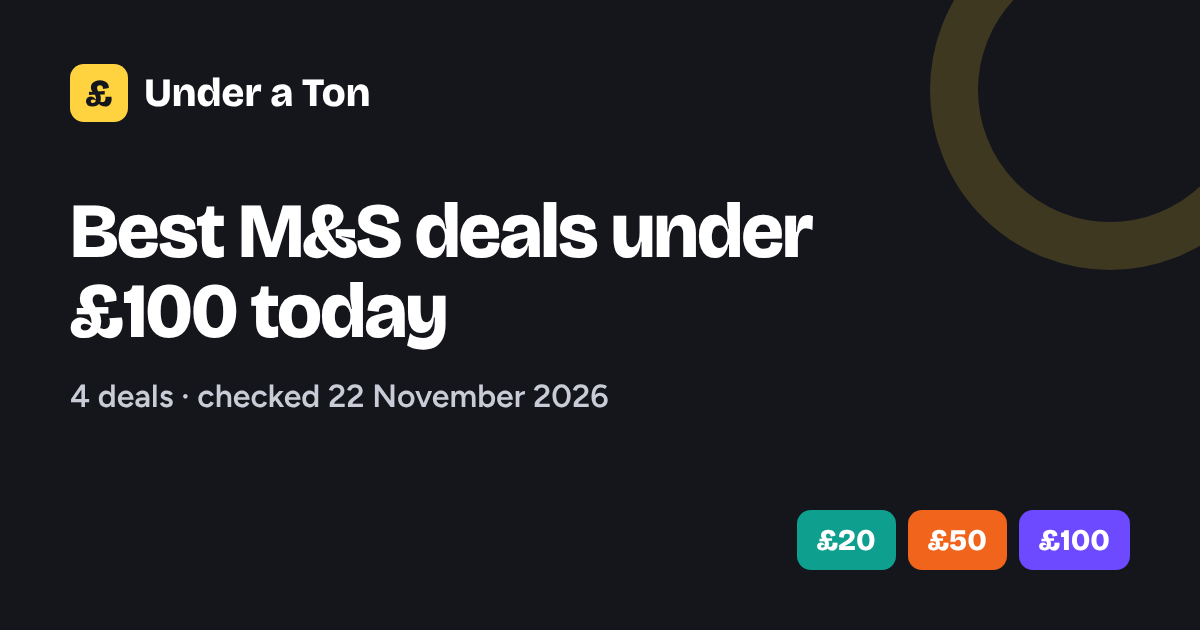 £ Under a Ton
Best M&S deals under
£100 today
4 deals · checked 22 November 2026
£20 £50 £100